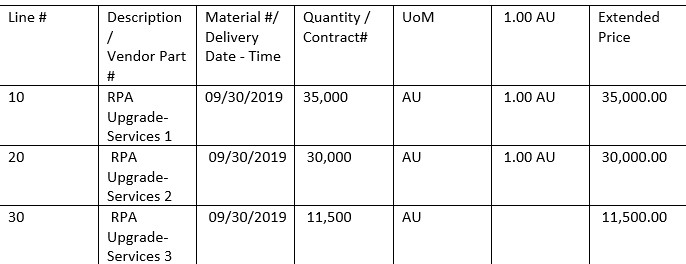 Line # Description Material #/ Quantity / UoM 1.00 AU Extended
/ Delivery Contract# Price
Vendor Part Date - Time
#
10 RPA 09/30/2019 35,000 AU 1.00 AU 35,000.00
Upgrade-
Services 1
20 RPA 09/30/2019 30,000 AU 1.00 AU 30,000.00
Upgrade-
Services 2
30 RPA 09/30/2019 11,500 AU 11,500.00
Upgrade-
Services 3